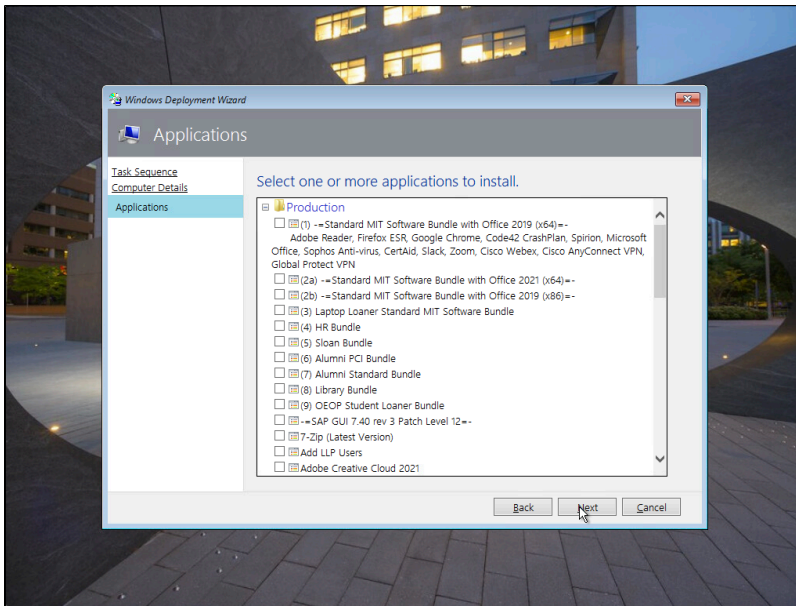 Windows Deployment Wizard
Applications
Task Sequence
Computer Details
Applications
Select one or more applications to install.
Production
(1) -=Standard MIT Software Bundle with Office 2019 (x64)=-
Adobe Reader, Firefox ESR, Google Chrome, Code42 CrashPlan, Spirion, Microsoft
Office, Sophos Anti-virus, CertAid, Slack, Zoom, Cisco Webex, Cisco AnyConnect VPN,
Global Protect VPN
(2a) -=Standard MIT Software Bundle with Office 2021 (x64)=-
(2b) -=Standard MIT Software Bundle with Office 2019 (x86)=-
(3) Laptop Loaner Standard MIT Software Bundle
(4) HR Bundle
(5) Sloan Bundle
(6) Alumni PCI Bundle
(7) Alumni Standard Bundle
(8) Library Bundle
(9) OEOP Student Loaner Bundle
-=SAP GUI 7.40 rev 3 Patch Level 12=-
7-Zip (Latest Version)
Add LLP Users
Adobe Creative Cloud 2021
Back Next Cancel